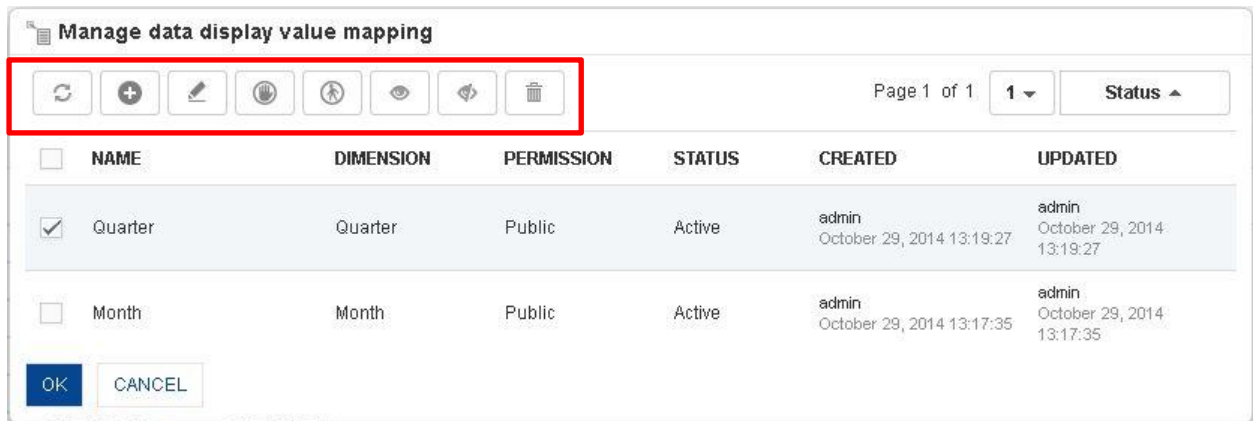 Manage data display value mapping
Page 1 of 1 1 Status
NAME DIMENSION PERMISSION STATUS CREATED UPDATED
Quarter Quarter Public Active admin October 29, 2014 13:19:27 admin October 29, 2014 13:19:27
Month Month Public Active admin October 29, 2014 13:17:35 admin October 29, 2014 13:17:35
OK CANCEL